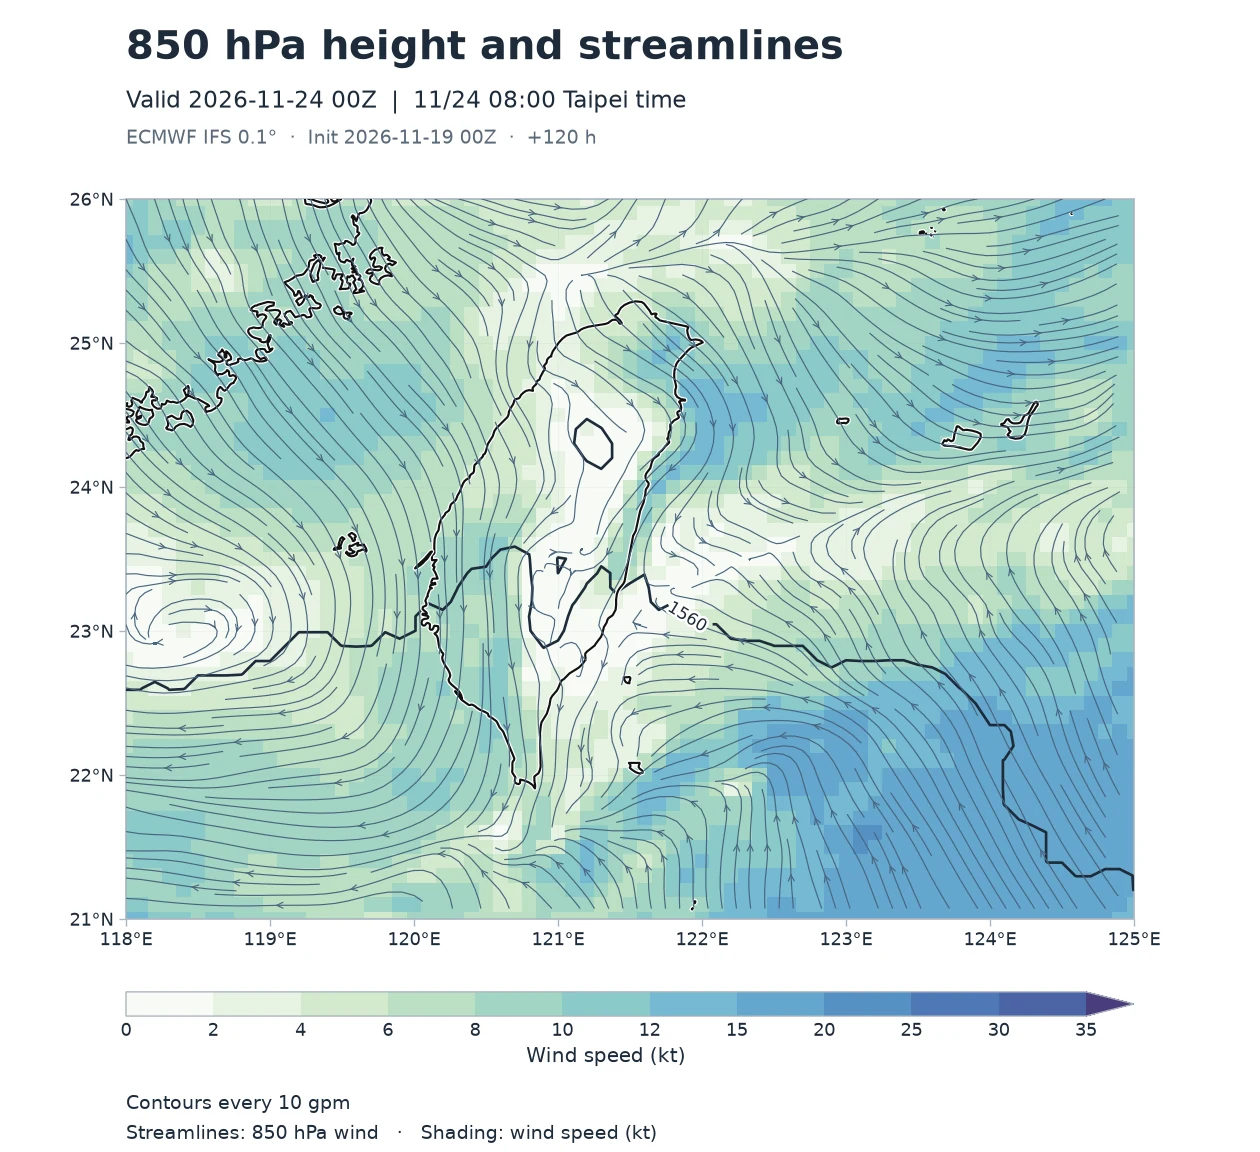 850 hPa height and streamlines
Valid 2026-11-24 00Z | 11/24 08:00 Taipei time
ECMWF IFS 0.1° · Init 2026-11-19 00Z · +120 h
26°N
25°N
24°N
23°N
22°N
21°N
1560
118°E 119°E 120°E 121°E 122°E 123°E 124°E 125°E
0 2 4 6 8 10 12 15 20 25 30 35
Wind speed (kt)
Contours every 10 gpm
Streamlines: 850 hPa wind · Shading: wind speed (kt)